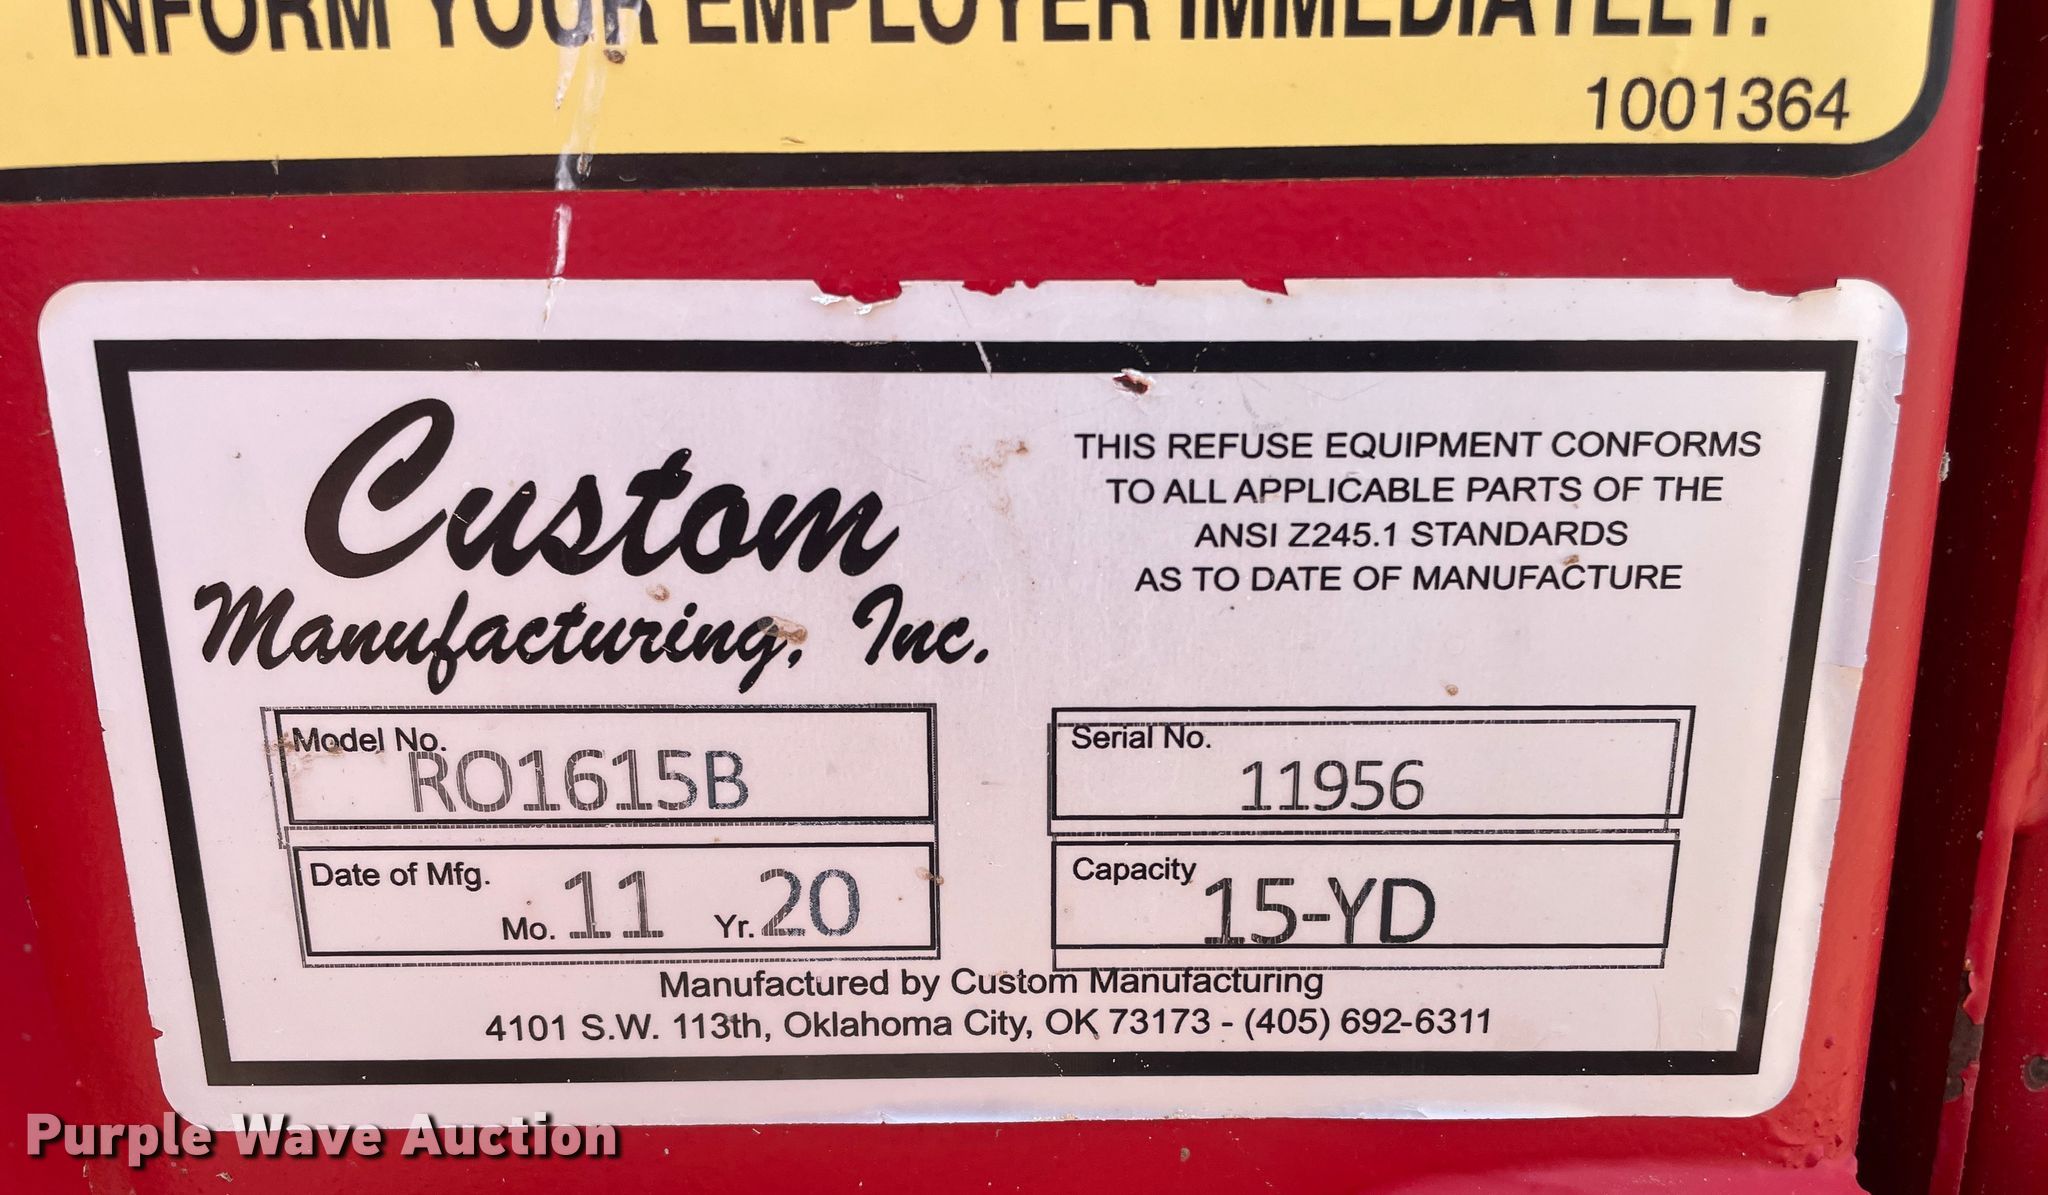 INFORM YOUR EMPLOYER IMMEDIATELY.
1001364
Custom
Manufacturing, Inc.
THIS REFUSE EQUIPMENT CONFORMS
TO ALL APPLICABLE PARTS OF THE
ANSI Z245.1 STANDARDS
AS TO DATE OF MANUFACTURE
Model No.
RO1615B
Serial No.
11956
Date of Mfg.
Mo. 11 Yr. 20
Capacity
15-YD
Manufactured by Custom Manufacturing
4101 S.W. 113th, Oklahoma City, OK 73173 - (405) 692-6311
Purple Wave Auction